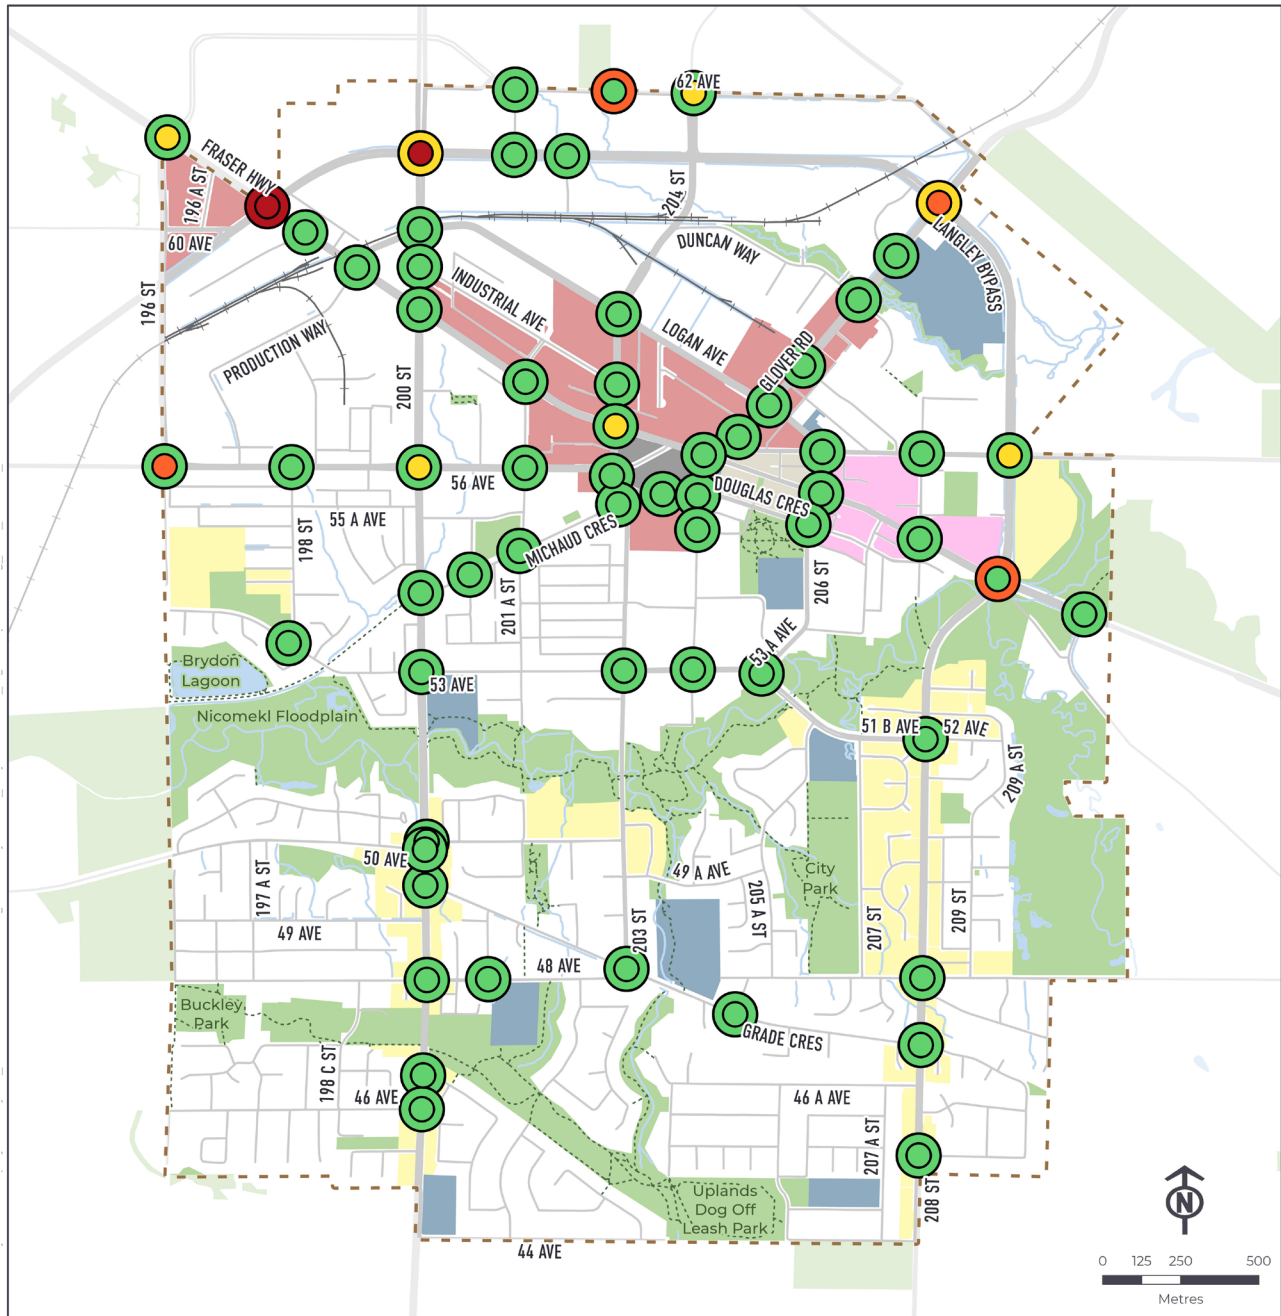 62 AVE
FRASER HWY
196 A ST
204 ST
60 AVE
DUNCAN WAY
LANGLEY BYPASS
196 ST
INDUSTRIAL AVE
LOGAN AVE
PRODUCTION WAY
GLOVER RD
200 ST
56 AVE
DOUGLAS CRES
55 A AVE
198 ST
MICHAUD CRES
201 A ST
206 ST
53 A AVE
Brydon
Lagoon
53 AVE
Nicomekl Floodplain
51 B AVE
52 AVE
209 A ST
50 AVE
49 A AVE
City
Park
197 A ST
205 A ST
207 ST
209 ST
49 AVE
203 ST
48 AVE
Buckley
Park
GRADE CRES
198 C ST
46 AVE
46 A AVE
207 A ST
Uplands
Dog Off
Leash Park
208 ST
44 AVE
N
0 125 250 500
Metres